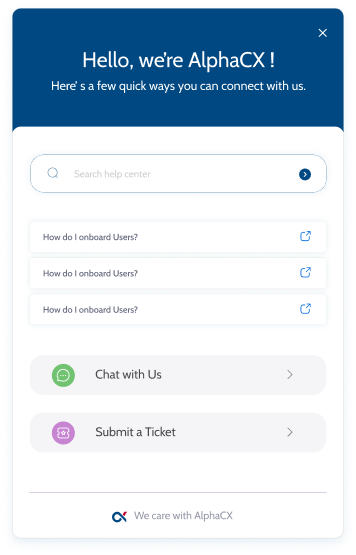 Hello, we're AlphaCX !
Here' s a few quick ways you can connect with us.
Search help center
How do I onboard Users?
How do I onboard Users?
How do I onboard Users?
Chat with Us
Submit a Ticket
We care with AlphaCX